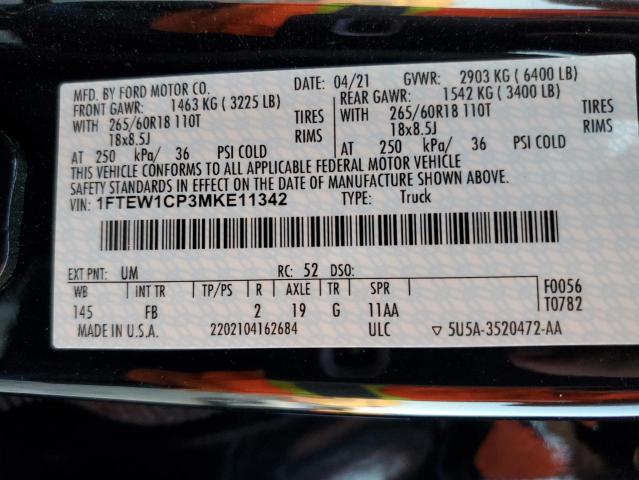 MFD. BY FORD MOTOR CO. DATE: 04/21 GVWR: 2903 KG ( 6400 LB)
FRONT GAWR: 1463 KG ( 3225 LB) REAR GAWR: 1542 KG ( 3400 LB)
WITH 265/60R18 110T TIRES WITH 265/60R18 110T TIRES
18x8.5J RIMS 18x8.5J RIMS
AT 250 kPa/ 36 PSI COLD AT 250 kPa/ 36 PSI COLD
THIS VEHICLE CONFORMS TO ALL APPLICABLE FEDERAL MOTOR VEHICLE
SAFETY STANDARDS IN EFFECT ON THE DATE OF MANUFACTURE SHOWN ABOVE.
VIN: 1FTEW1CP3MKE11342 TYPE: Truck
EXT PNT: UM RC: 52 DSO:
WB INT TR TP/PS R AXLE TR SPR F0056
145 FB 2 19 G 11AA T0782
MADE IN U.S.A. 2202104162684 ULC ▽ 5U5A-3520472-AA